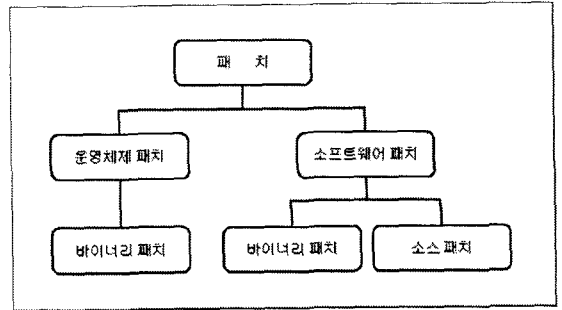 패 치
운영체제 패치
소프트웨어 패치
바이너리 패치
바이너리 패치
소스 패치